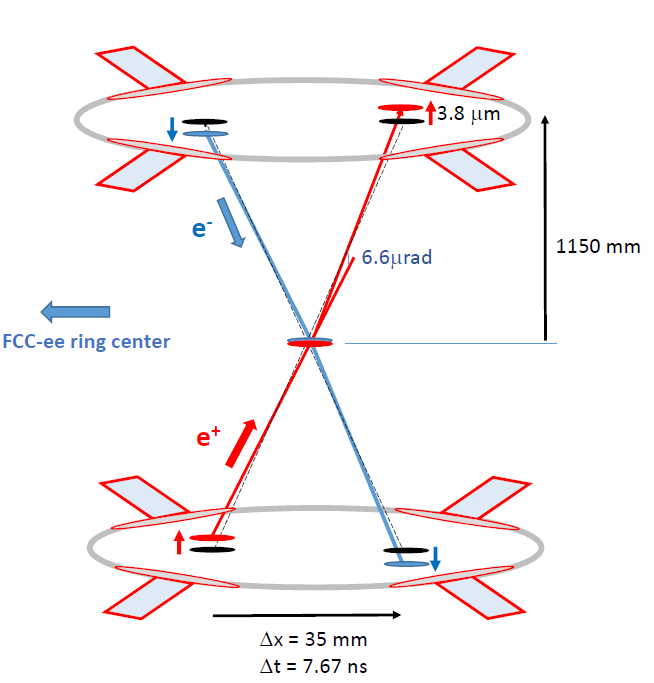 3.8 μm
e-
6.6μrad
1150 mm
FCC-ee ring center
e+
Δx = 35 mm
Δt = 7.67 ns